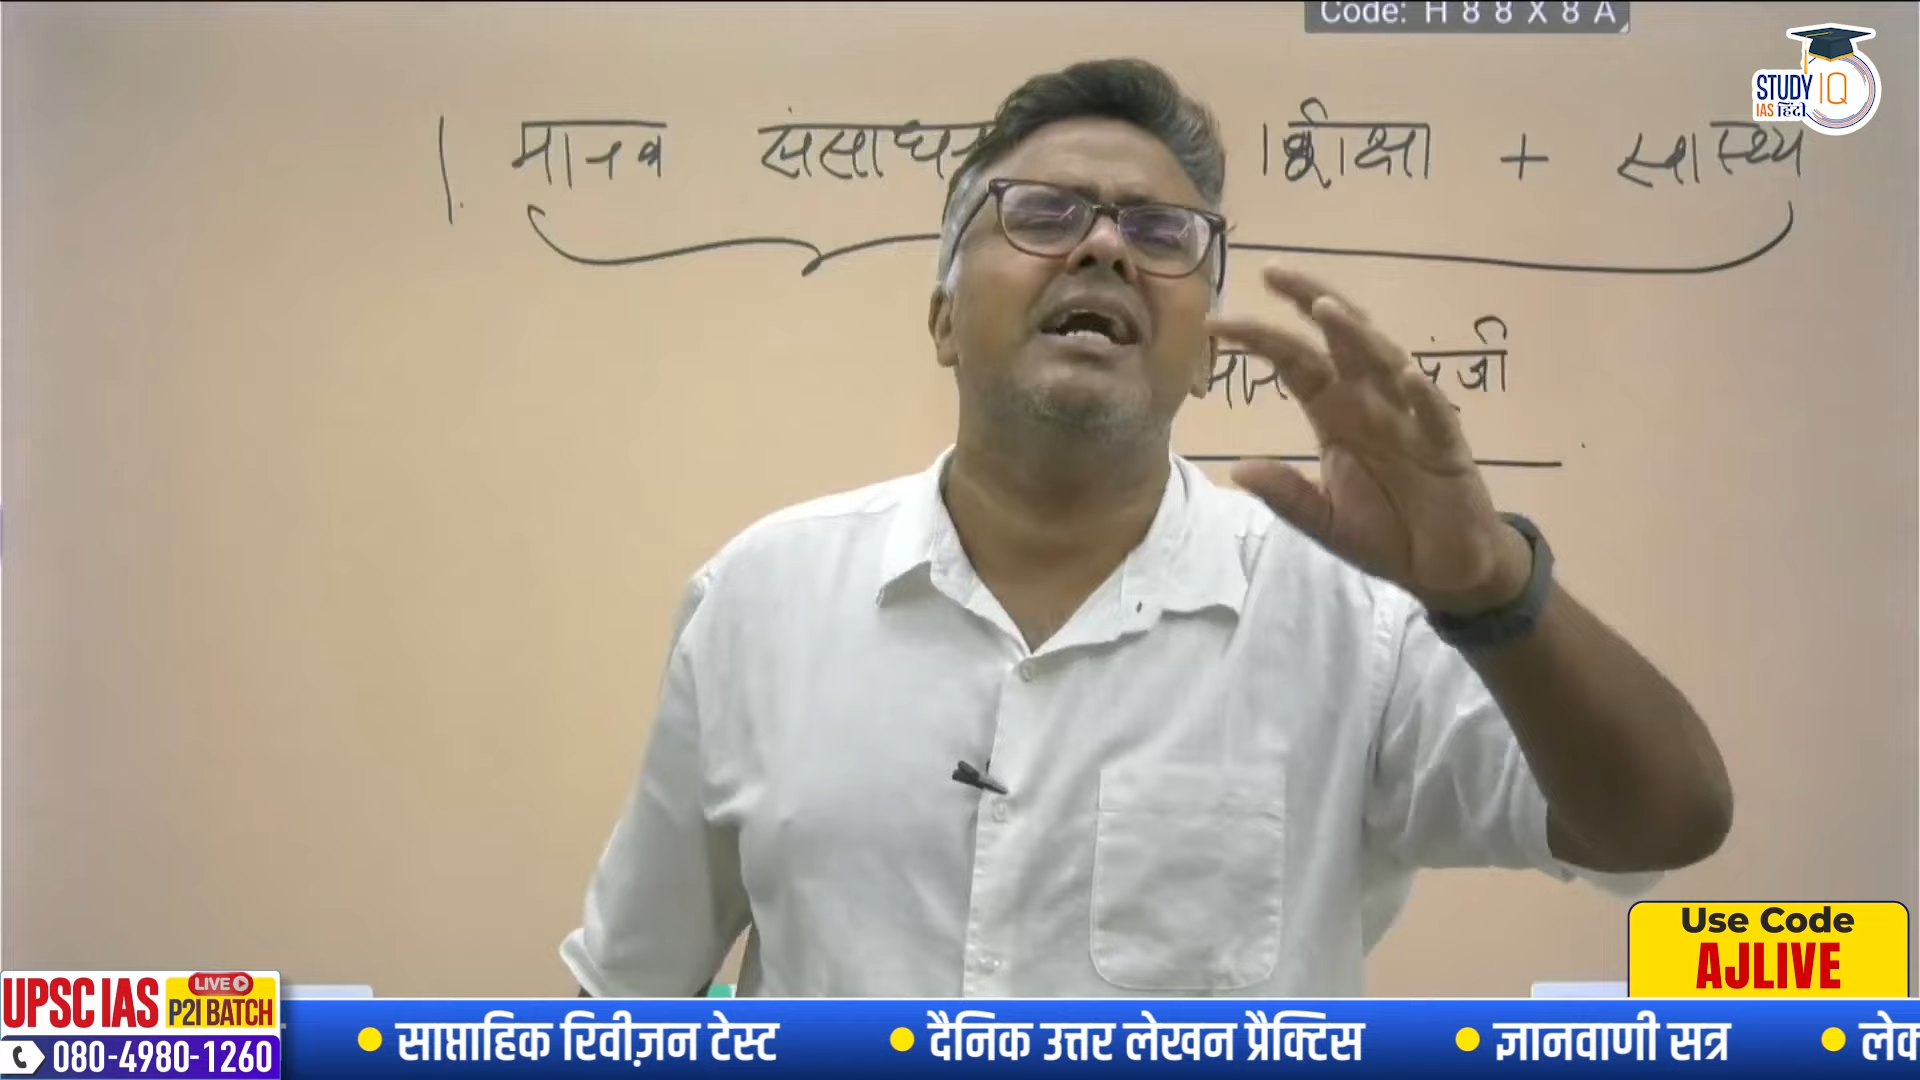 Code: H 8 8 X 8 A
STUDY IQ
IAS हिंदी
मानव संसाधन शिक्षा + स्वास्थ्य
पूंजी
Use Code
AJLIVE
UPSC IAS LIVE P2I BATCH
080-4980-1260
साप्ताहिक रिवीज़न टेस्ट
दैनिक उत्तर लेखन प्रैक्टिस
ज्ञानवाणी सत्र